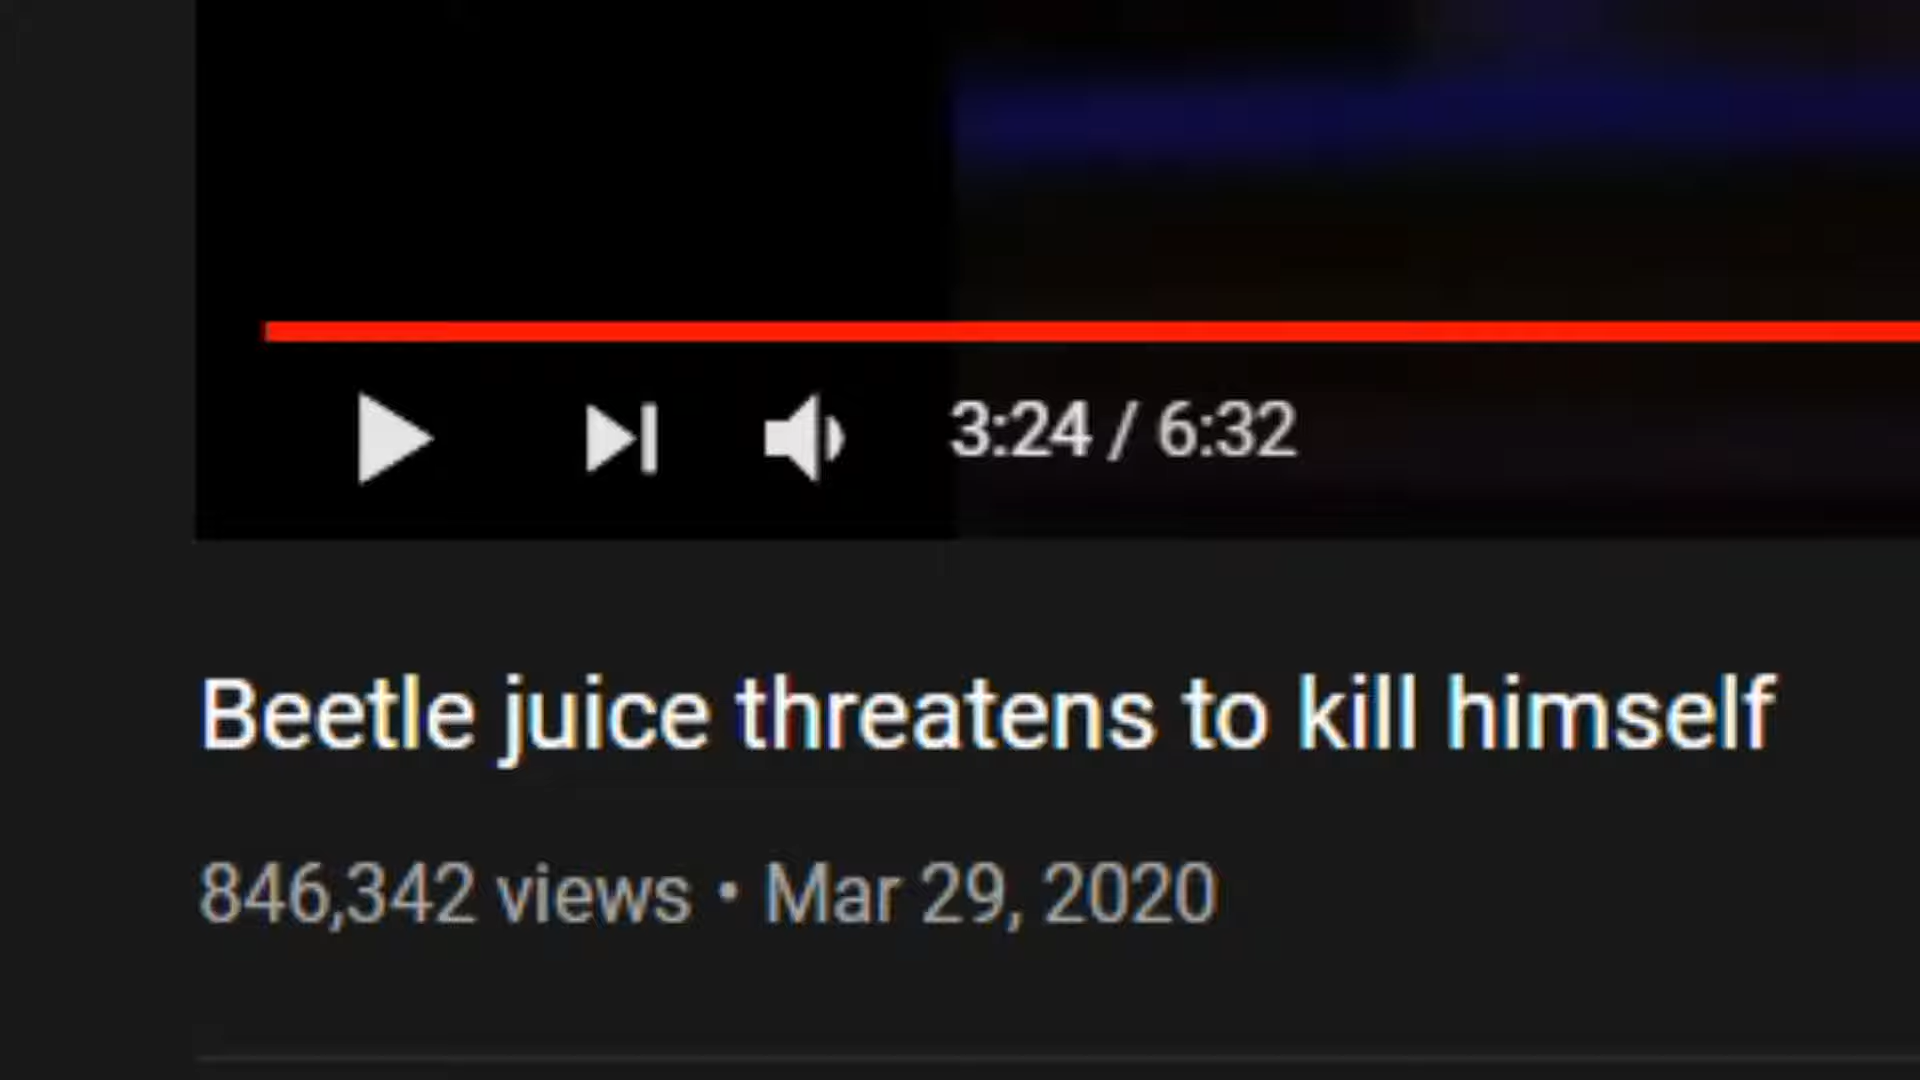 3:24 / 6:32
Beetle juice threatens to kill himself
846,342 views • Mar 29, 2020